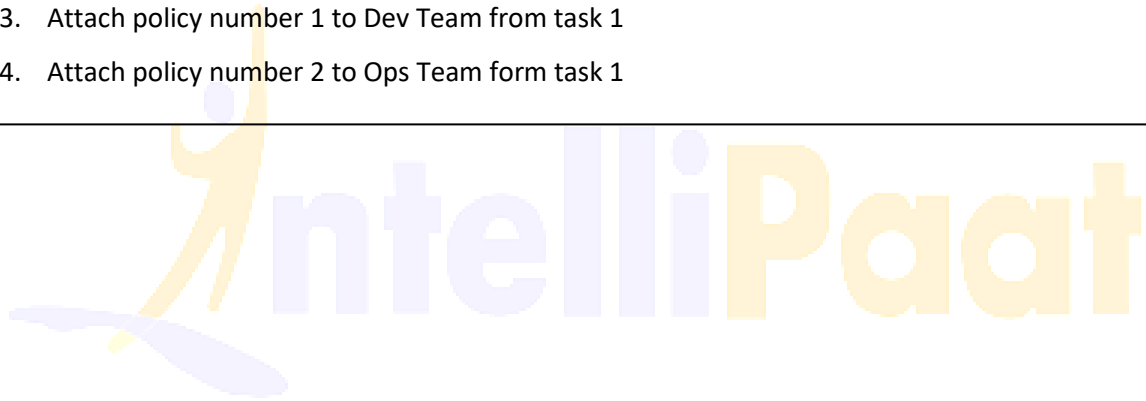 3. Attach policy number 1 to Dev Team from task 1
4. Attach policy number 2 to Ops Team form task 1
IntelliPaat